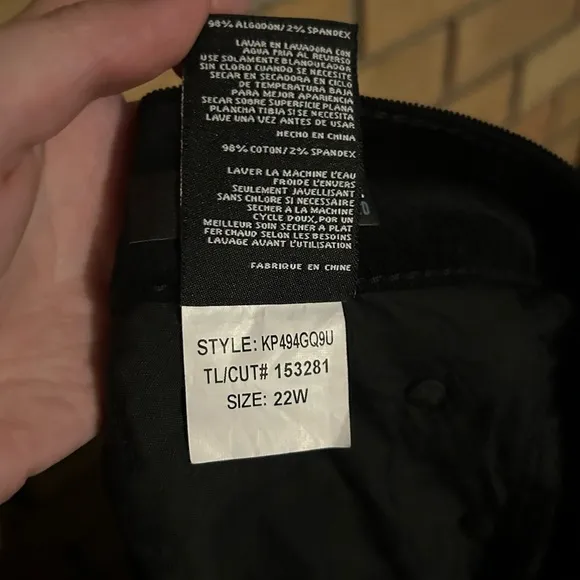 98% ALGODON/2% SPANDEX
LAVAR EN LAVADORA CON
AGUA FRIA AL REVERSO
USE SOLAMENTE BLANQUEADOR
SIN CLORO CUANDO SE NECESITE
SECAR EN SECADORA EN CICLO
DE TEMPERATURA BAJA
PARA MEJOR APARIENCIA
SECAR SOBRE SUPERFICIE PLANA
PLANCHA TIBIA SI SE NECESITA
LAVE UNA VEZ ANTES DE USAR
HECHO EN CHINA
98% COTON/2% SPANDEX
LAVER LA MACHINE L'EAU
FROIDE L'ENVERS
SEULEMENT JAVELLISANT
SANS CHLORE SI NECESSAIRE
SECHER A LA MACHINE
CYCLE DOUX, POUR UN
MEILLEUR SOIN SECHER A PLAT
FER CHAUD SELON LES BESOINS
LAVAGE AVANT L'UTILISATION
FABRIQUE EN CHINE
STYLE: KP494GQ9U
TL/CUT# 153281
SIZE: 22W